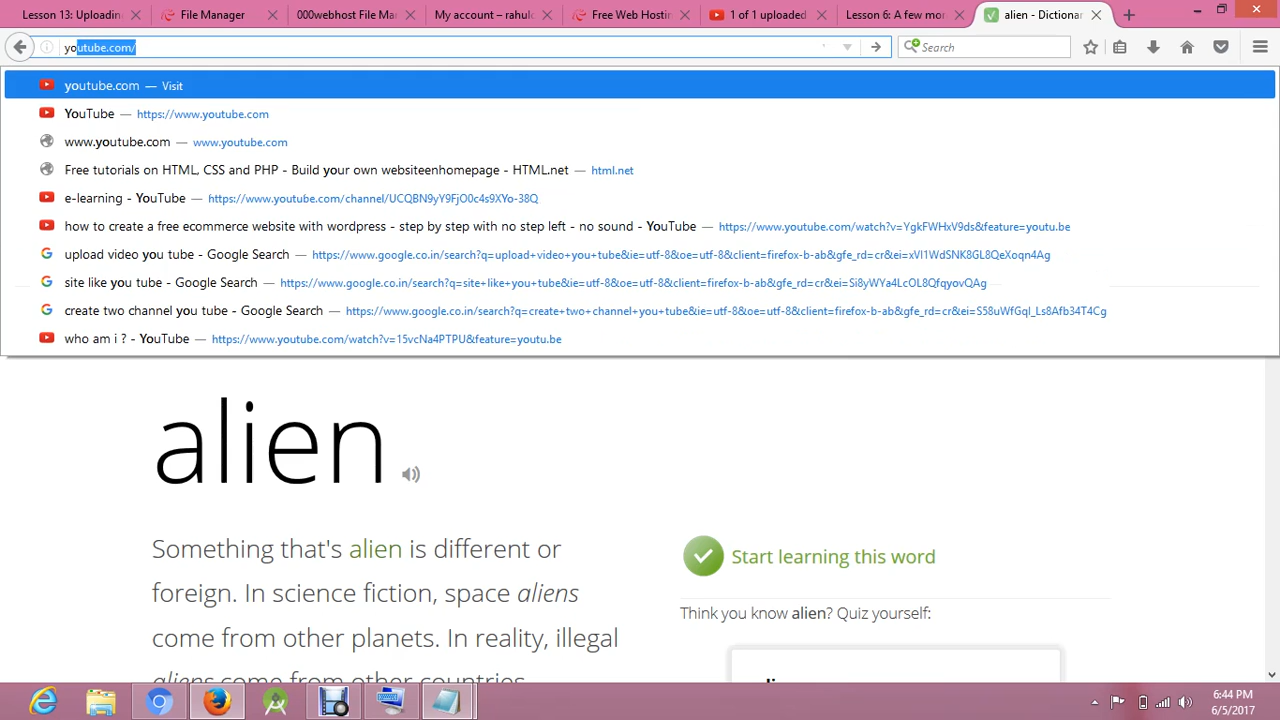 Lesson 13: Uploadin
File Manager
000webhost File Ma
My account – rahul
Free Web Hostin
1 of 1 uploaded
Lesson 6: A few mor
alien - Dictionar
youtube.com/
Search
youtube.com — Visit
YouTube — https://www.youtube.com
www.youtube.com — www.youtube.com
Free tutorials on HTML, CSS and PHP - Build your own websiteenhomepage - HTML.net — html.net
e-learning - YouTube — https://www.youtube.com/channel/UCQBN9yY9FjO0c4s9XYo-38Q
how to create a free ecommerce website with wordpress - step by step with no step left - no sound - YouTube — https://www.youtube.com/watch?v=YgkFWHxV9ds&feature=youtu.be
upload video you tube - Google Search — https://www.google.co.in/search?q=upload+video+you+tube&ie=utf-8&oe=utf-8&client=firefox-b-ab&gfe_rd=cr&ei=xVI1WdSNK8GL8QeXoqn4Ag
site like you tube - Google Search — https://www.google.co.in/search?q=site+like+you+tube&ie=utf-8&oe=utf-8&client=firefox-b-ab&gfe_rd=cr&ei=Si8yWYa4LcOL8QfqyovQAg
create two channel you tube - Google Search — https://www.google.co.in/search?q=create+two+channel+you+tube&ie=utf-8&oe=utf-8&client=firefox-b-ab&gfe_rd=cr&ei=S58uWfGqI_Ls8Afb34T4Cg
who am i ? - YouTube — https://www.youtube.com/watch?v=15vcNa4PTPU&feature=youtu.be
alien
Something that's alien is different or
foreign. In science fiction, space aliens
come from other planets. In reality, illegal
aliens come from other countries.
Start learning this word
Think you know alien? Quiz yourself:
6:44 PM
6/5/2017